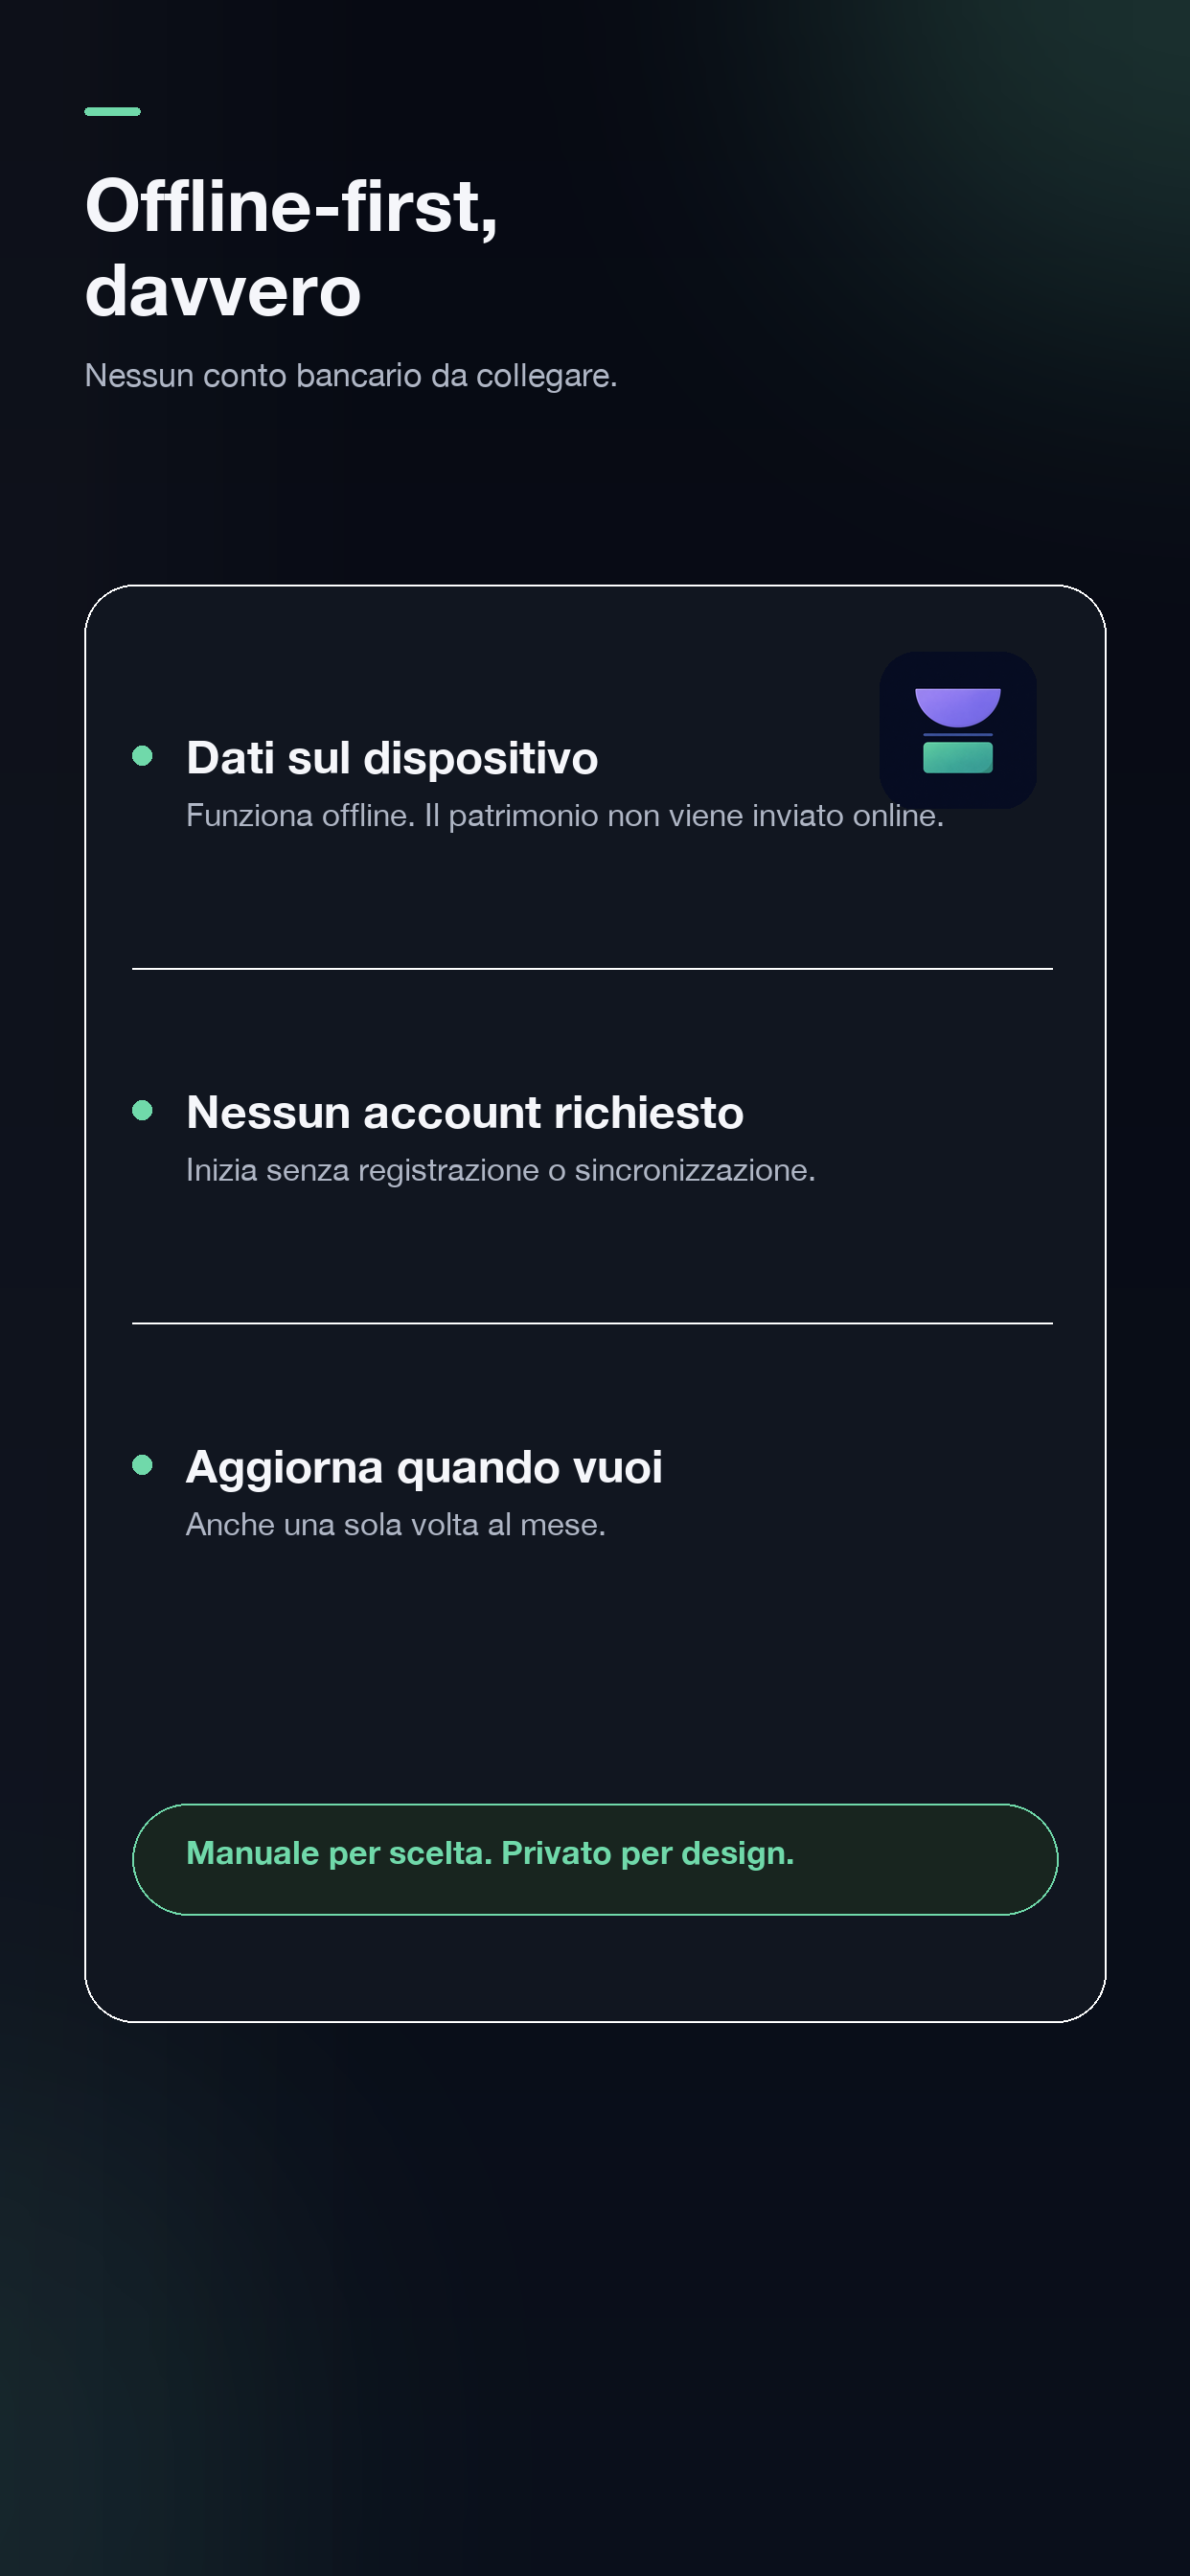 Offline-first,
davvero
Nessun conto bancario da collegare.
Dati sul dispositivo
Funziona offline. Il patrimonio non viene inviato online.
Nessun account richiesto
Inizia senza registrazione o sincronizzazione.
Aggiorna quando vuoi
Anche una sola volta al mese.
Manuale per scelta. Privato per design.